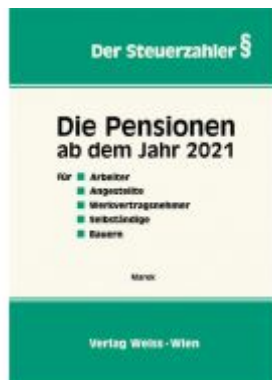 Der Steuerzahler §
Die Pensionen
ab dem Jahr 2021
für ■ Arbeiter
■ Angestellte
■ Werkvertragsnehmer
■ Selbständige
■ Bauern
Marek
Verlag Weiss-Wien